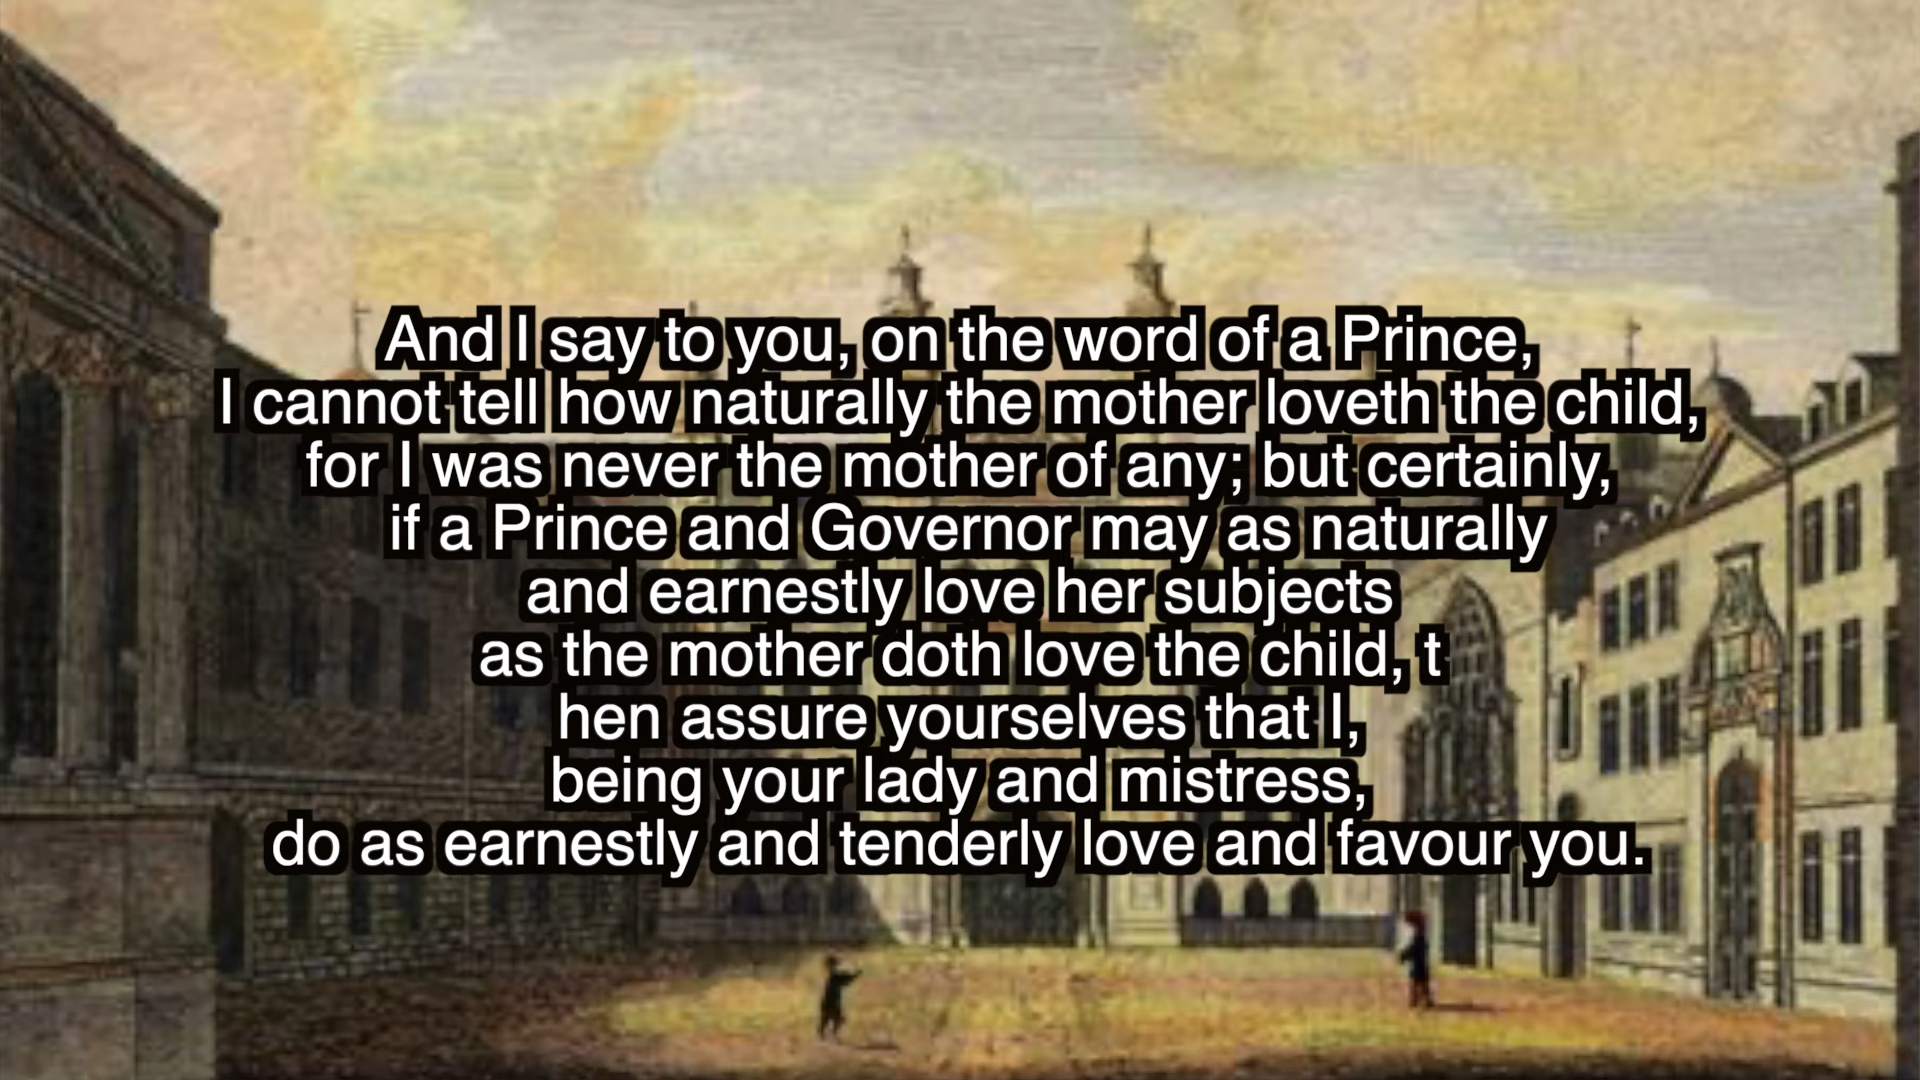 And I say to you, on the word of a Prince,
I cannot tell how naturally the mother loveth the child,
for I was never the mother of any; but certainly,
if a Prince and Governor may as naturally
and earnestly love her subjects
as the mother doth love the child, t
hen assure yourselves that I,
being your lady and mistress,
do as earnestly and tenderly love and favour you.